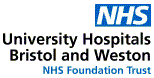 NHS
University Hospitals
Bristol and Weston
NHS Foundation Trust